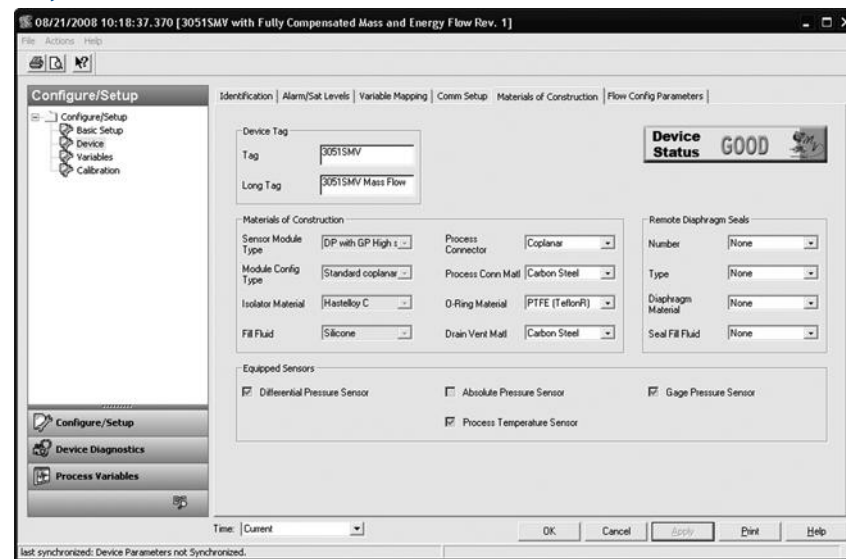 08/21/2008 10:18:37.370 [3051SMV with Fully Compensated Mass and Energy Flow Rev. 1]
File Actions Help
Configure/Setup
Configure/Setup
Basic Setup
Device
Variables
Calibration
Configure/Setup
Device Diagnostics
Process Variables
Identification Alarm/Sat Levels Variable Mapping Comm Setup Materials of Construction Flow Config Parameters
Device Tag
Tag 3051SMV
Long Tag 3051SMV Mass Flow
Device Status GOOD
Materials of Construction
Sensor Module Type DP with GP High s
Process Connector Coplanar
Module Config Type Standard coplanar
Process Conn Matl Carbon Steel
Isolator Material Hastelloy C
O-Ring Material PTFE (TeflonR)
Fill Fluid Silicone
Drain Vent Matl Carbon Steel
Remote Diaphragm Seals
Number None
Type None
Diaphragm Material None
Seal Fill Fluid None
Equipped Sensors
Differential Pressure Sensor Absolute Pressure Sensor Gage Pressure Sensor
Process Temperature Sensor
Time: Current
OK Cancel Apply Print Help
last synchronized: Device Parameters not Synchronized.